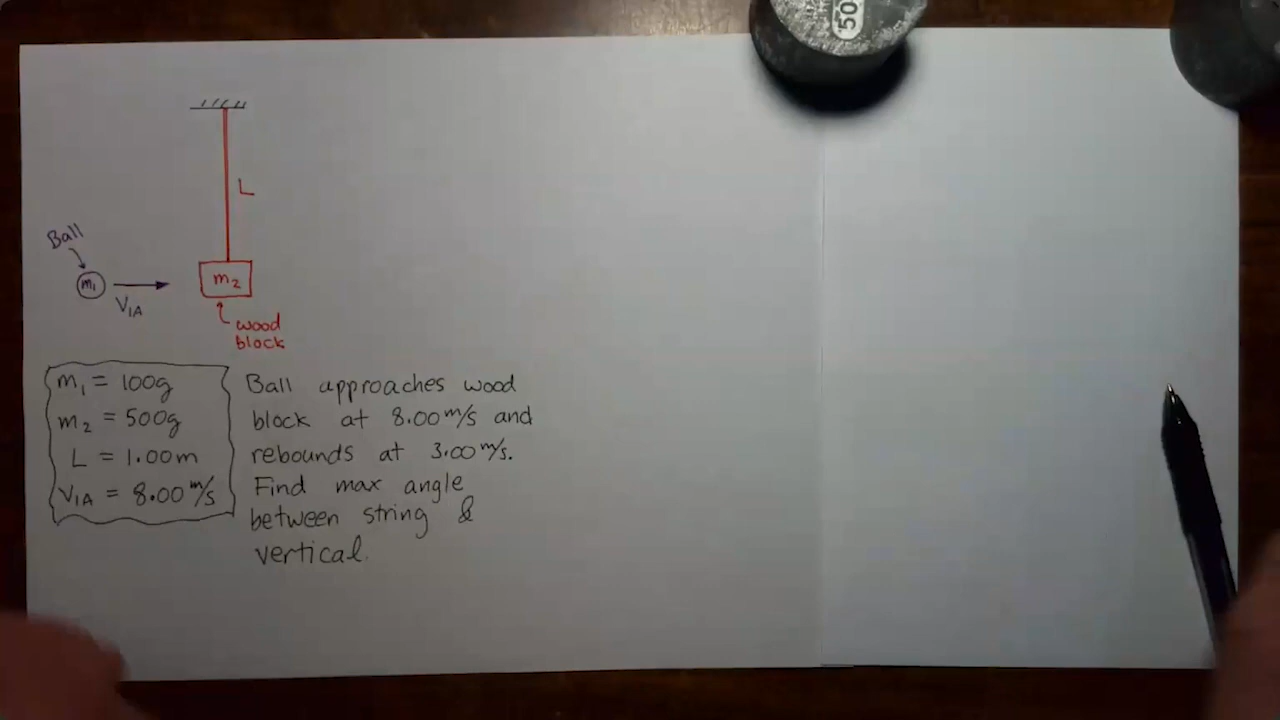 50
L
Ball
m₁
V₁A
m₂
wood
block
m₁ = 100g
m₂ = 500g
L = 1.00m
V₁A = 8.00 m/s
Ball approaches wood
block at 8.00 m/s and
rebounds at 3.00 m/s.
Find max angle
between string &
vertical.